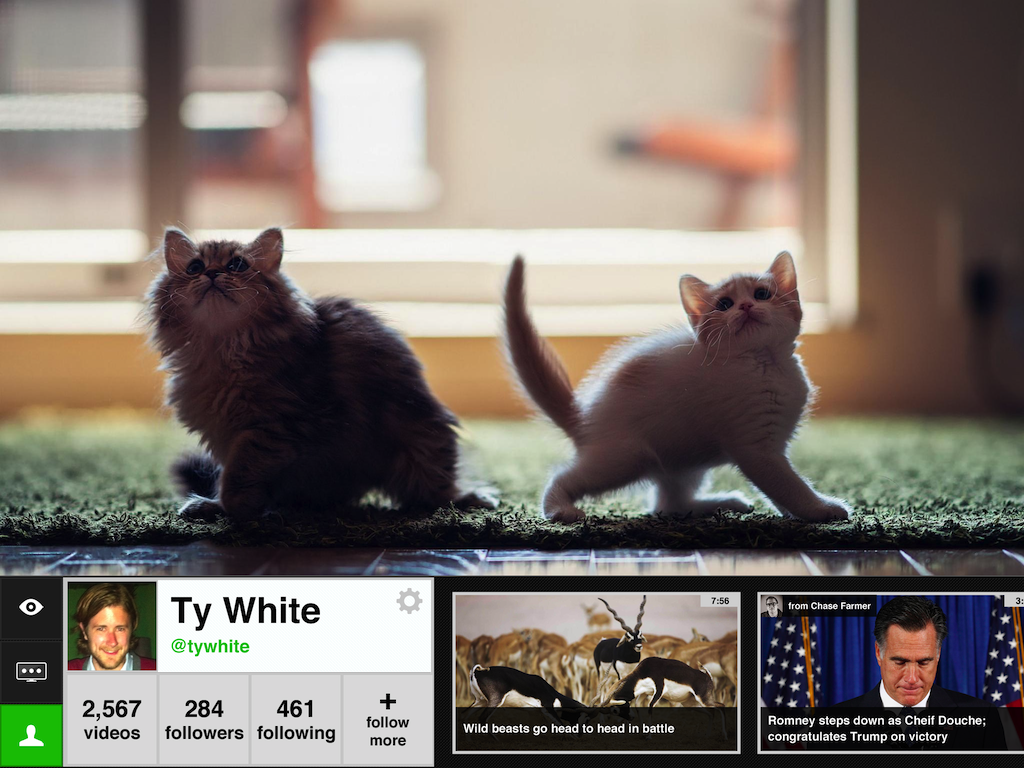 Ty White
@tywhite
2,567
videos
284
followers
461
following
+
follow
more
7:56
Wild beasts go head to head in battle
from Chase Farmer
3:
Romney steps down as Cheif Douche;
congratulates Trump on victory